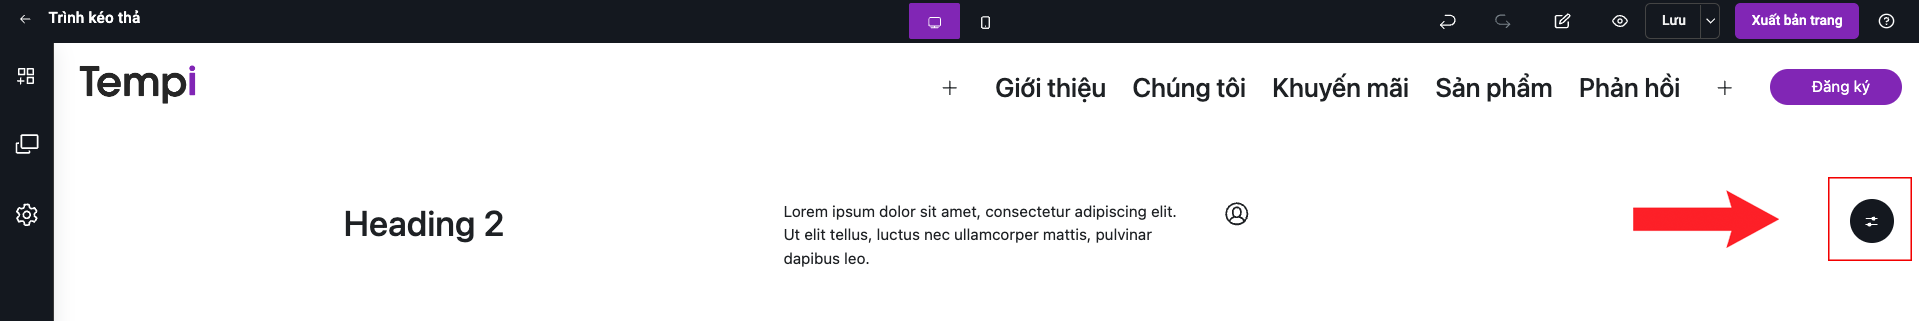 Trình kéo thả
Lưu
Xuất bản trang
Tempi
Giới thiệu
Chúng tôi
Khuyến mãi
Sản phẩm
Phản hồi
Đăng ký
Heading 2
Lorem ipsum dolor sit amet, consectetur adipiscing elit.
Ut elit tellus, luctus nec ullamcorper mattis, pulvinar
dapibus leo.